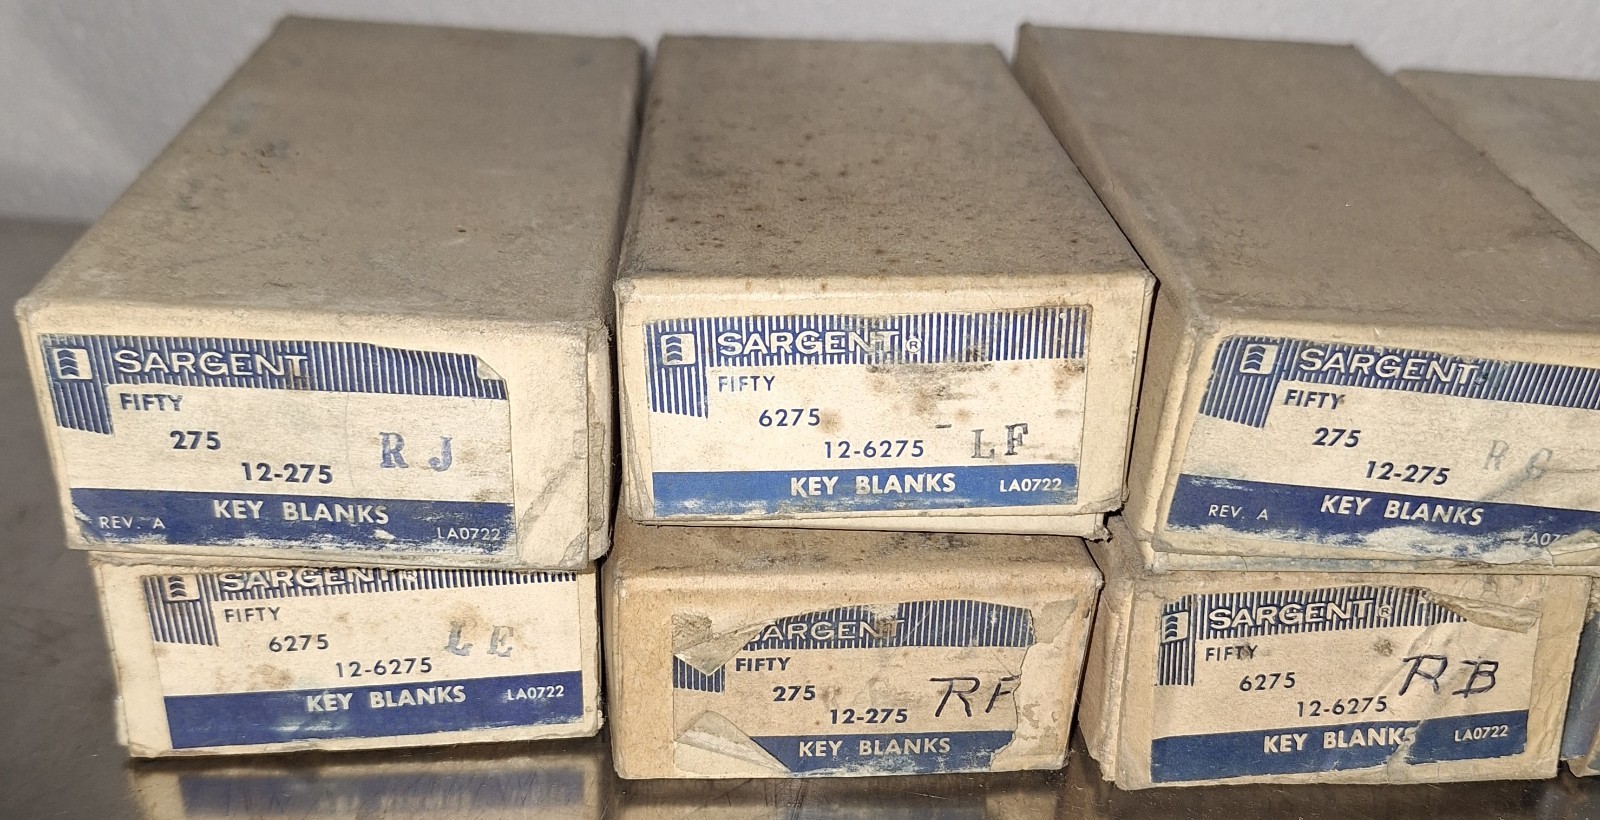 SARGENT
FIFTY
275
12-275 RJ
KEY BLANKS
REV. A LA0722
SARGENT®
FIFTY
6275
12-6275 LF
KEY BLANKS LA0722
SARGENT
FIFTY
275
12-275
KEY BLANKS
REV. A
SARGENT®
FIFTY
6275 LE
12-6275
KEY BLANKS LA0722
SARGENT
FIFTY
275 RF
12-275
KEY BLANKS
SARGENT®
FIFTY
6275 RB
12-6275
KEY BLANKS LA0722